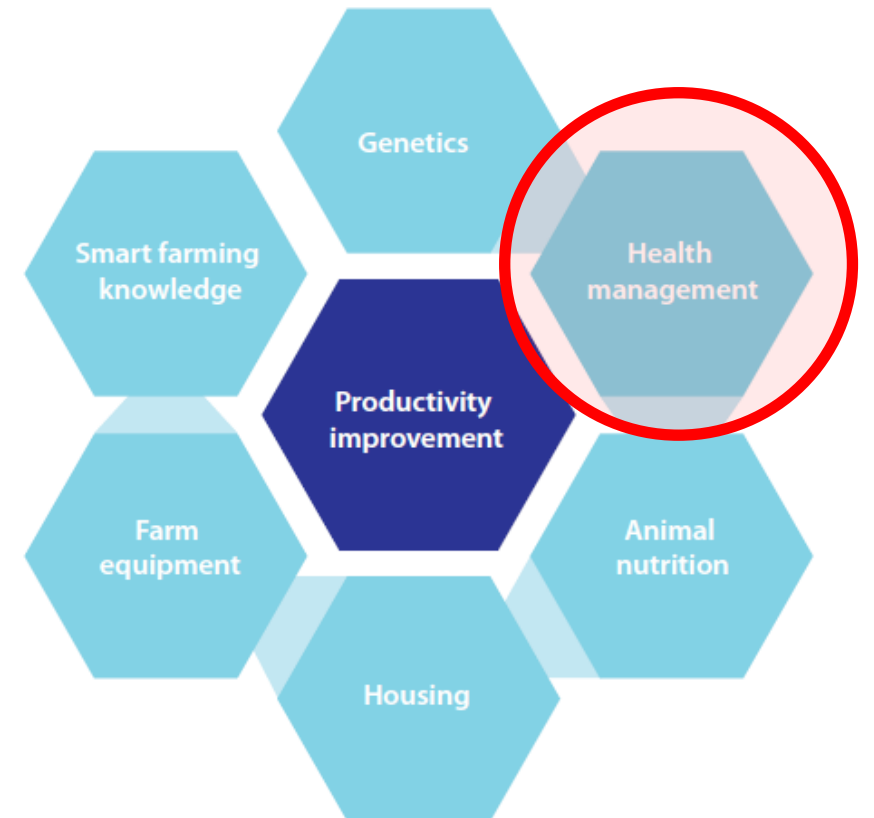 Genetics
Smart farming
knowledge
Health
management
Productivity
improvement
Farm
equipment
Animal
nutrition
Housing